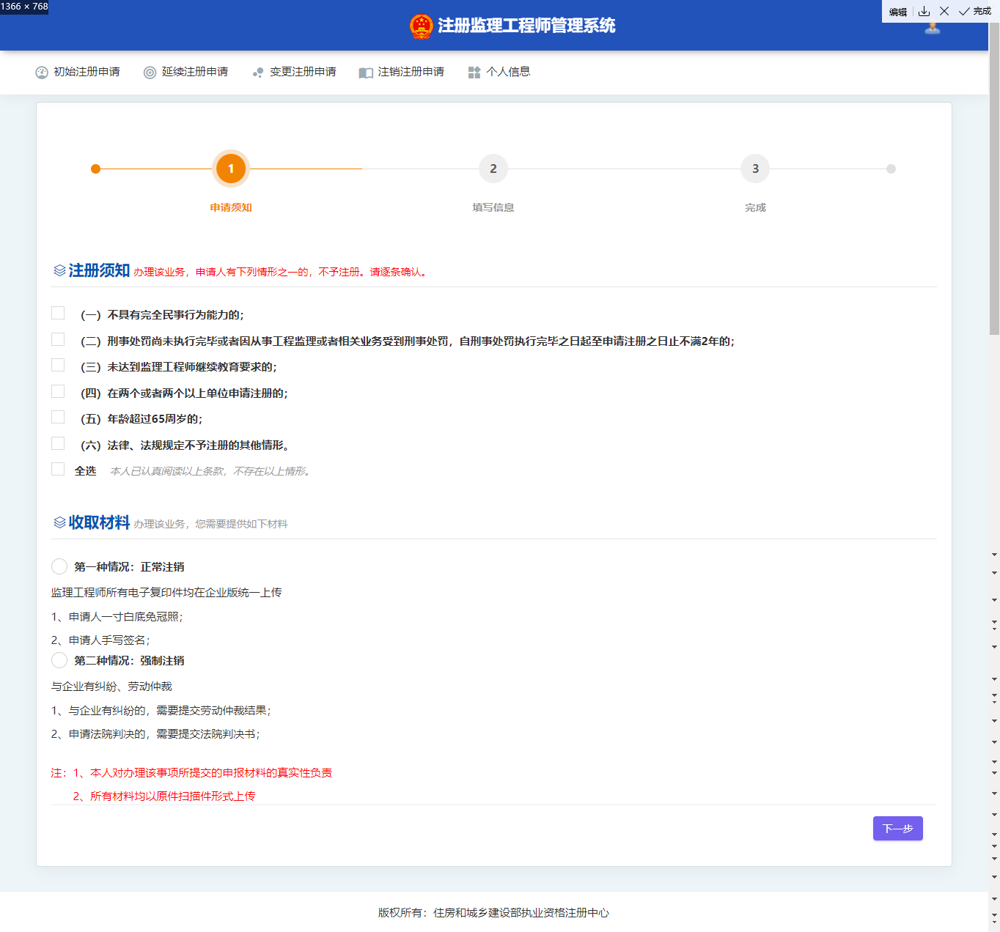 1366 × 768
编辑 完成
注册监理工程师管理系统
初始注册申请 延续注册申请 变更注册申请 注销注册申请 个人信息
1 2 3
申请须知 填写信息 完成
注册须知 办理该业务，申请人有下列情形之一的，不予注册。请逐条确认。
（一）不具有完全民事行为能力的；
（二）刑事处罚尚未执行完毕或者因从事工程监理或者相关业务受到刑事处罚，自刑事处罚执行完毕之日起至申请注册之日止不满2年的；
（三）未达到监理工程师继续教育要求的；
（四）在两个或者两个以上单位申请注册的；
（五）年龄超过65周岁的；
（六）法律、法规规定不予注册的其他情形。
全选 本人已认真阅读以上条款，不存在以上情形。
收取材料 办理该业务，您需要提供如下材料
第一种情况：正常注销
监理工程师所有电子复印件均在企业版统一上传
1、申请人一寸白底免冠照；
2、申请人手写签名；
第二种情况：强制注销
与企业有纠纷、劳动仲裁
1、与企业有纠纷的，需要提交劳动仲裁结果；
2、申请法院判决的，需要提交法院判决书；
注：1、本人对办理该事项所提交的申报材料的真实性负责
2、所有材料均以原件扫描件形式上传
下一步
版权所有：住房和城乡建设部执业资格注册中心